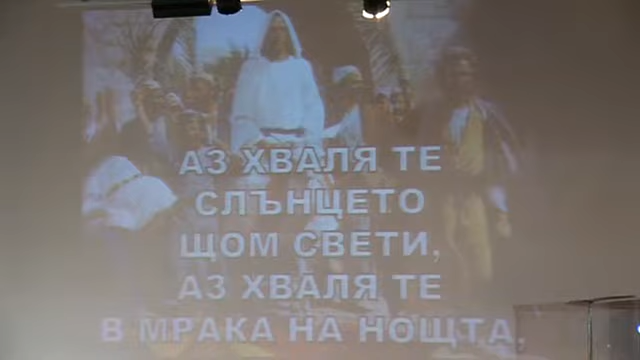 АЗ ХВАЛЯ ТЕ
СЛЪНЦЕТО
ЩОМ СВЕТИ,
АЗ ХВАЛЯ ТЕ
В МРАКА НА НОЩТА,